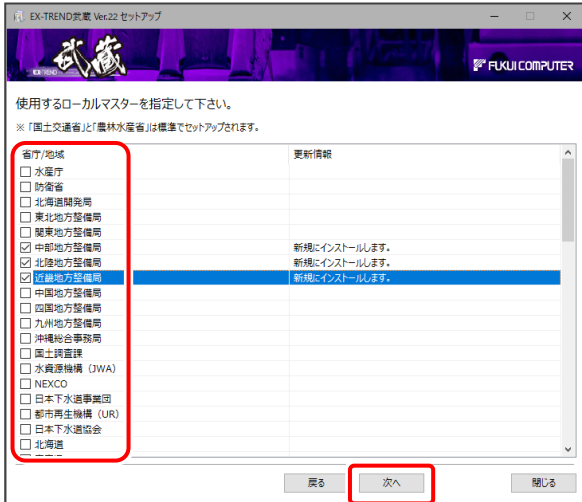 EX-TREND武蔵 Ver.22 セットアップ
武蔵
EX-TREND
FUKUI COMPUTER
使用するローカルマスターを指定して下さい。
※ 「国土交通省」と「農林水産省」は標準でセットアップされます。
省庁/地域 更新情報
水産庁
防衛省
北海道開発局
東北地方整備局
関東地方整備局
中部地方整備局 新規にインストールします。
北陸地方整備局 新規にインストールします。
近畿地方整備局 新規にインストールします。
中国地方整備局
四国地方整備局
九州地方整備局
沖縄総合事務局
国土調査課
水資源機構（JWA）
NEXCO
日本下水道事業団
都市再生機構（UR）
日本下水道協会
北海道
戻る 次へ 閉じる